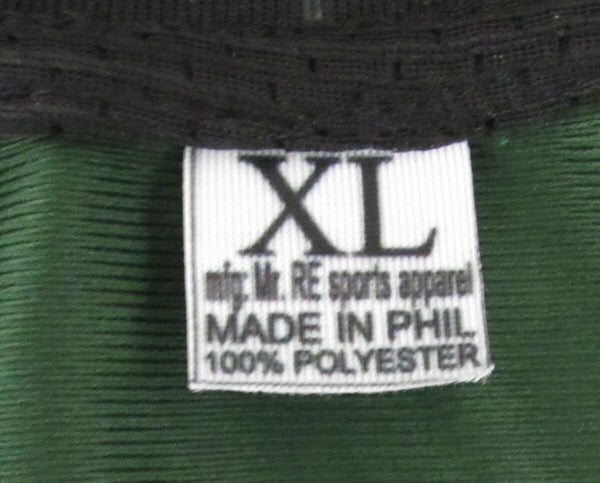 XL
mfg: Mr. RE sports apparel
MADE IN PHIL
100% POLYESTER